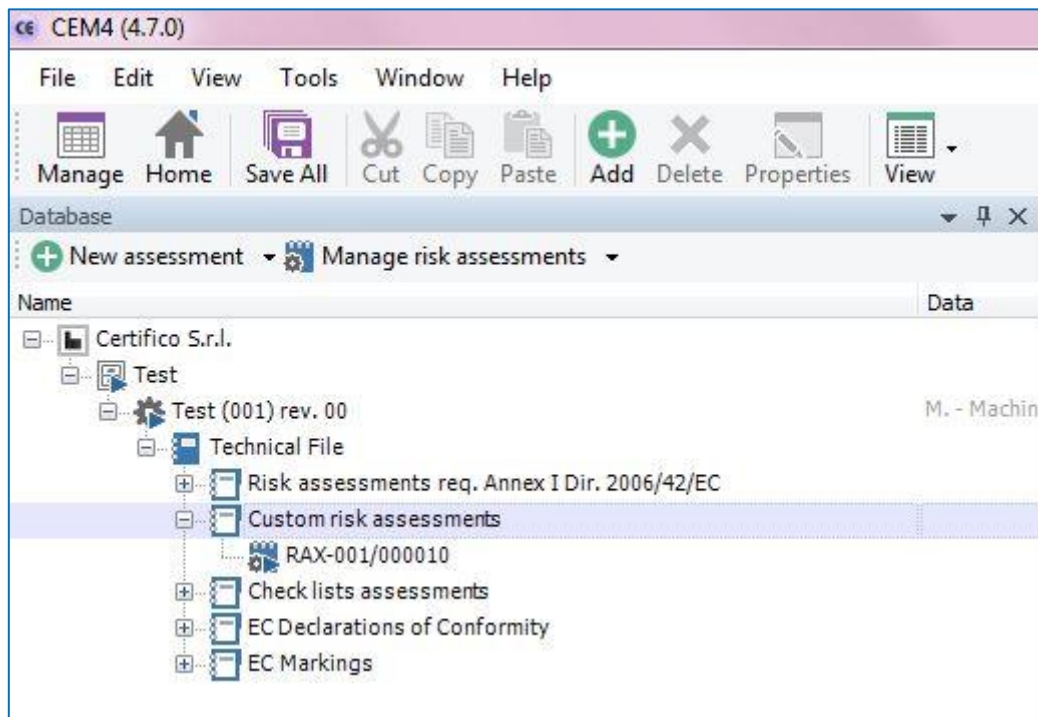 CE CEM4 (4.7.0)
File Edit View Tools Window Help
Manage Home Save All Cut Copy Paste Add Delete Properties View
Database
New assessment Manage risk assessments
Name Data
Certifico S.r.l.
Test
Test (001) rev. 00 M. - Machin
Technical File
Risk assessments req. Annex I Dir. 2006/42/EC
Custom risk assessments
RAX-001/000010
Check lists assessments
EC Declarations of Conformity
EC Markings